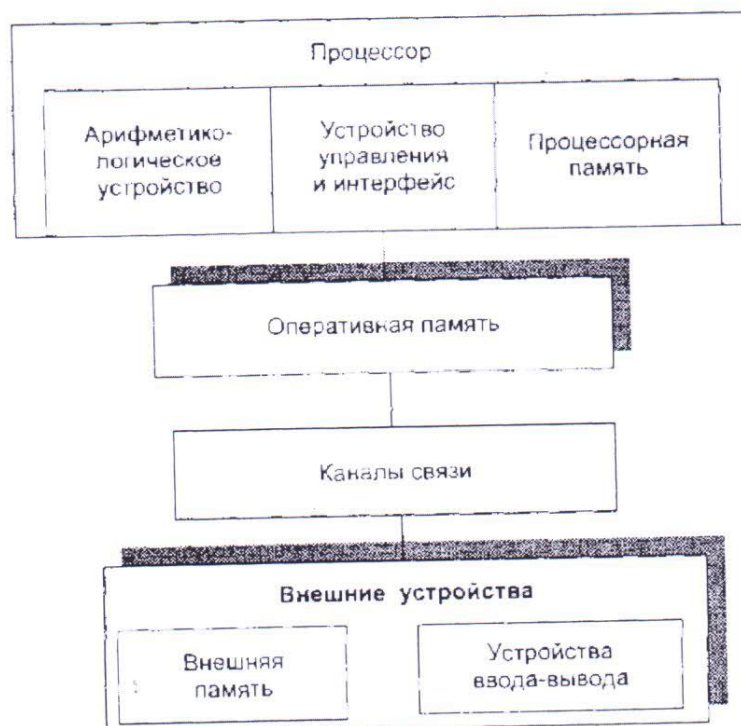 Процессор
Арифметико-
логическое
устройство
Устройство
управления
и интерфейс
Процессорная
память
Оперативная память
Каналы связи
Внешние устройства
Внешняя
память
Устройства
ввода-вывода